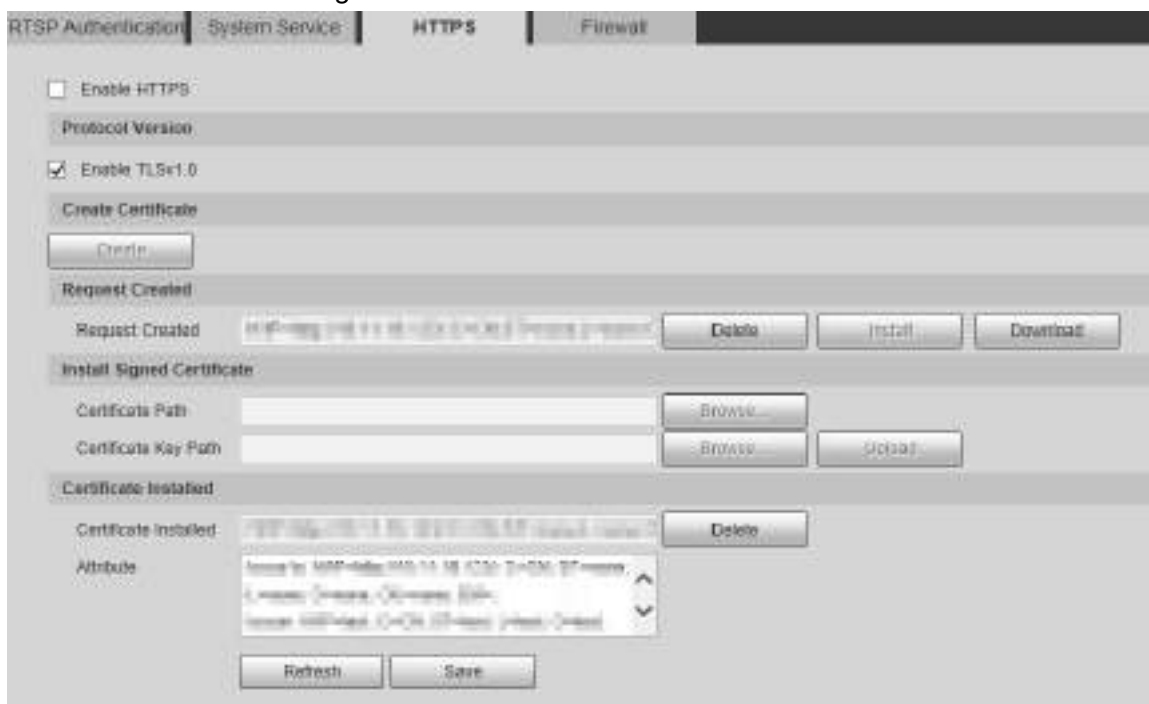 RTSP Authentication System Service HTTPS Firewall
Enable HTTPS
Protocol Version
Enable TLSv1.0
Create Certificate
Create
Request Created
Request Created Delete Install Download
Install Signed Certificate
Certificate Path Browse...
Certificate Key Path Browse... Upload
Certificate Installed
Certificate Installed Delete
Attribute
Refresh Save